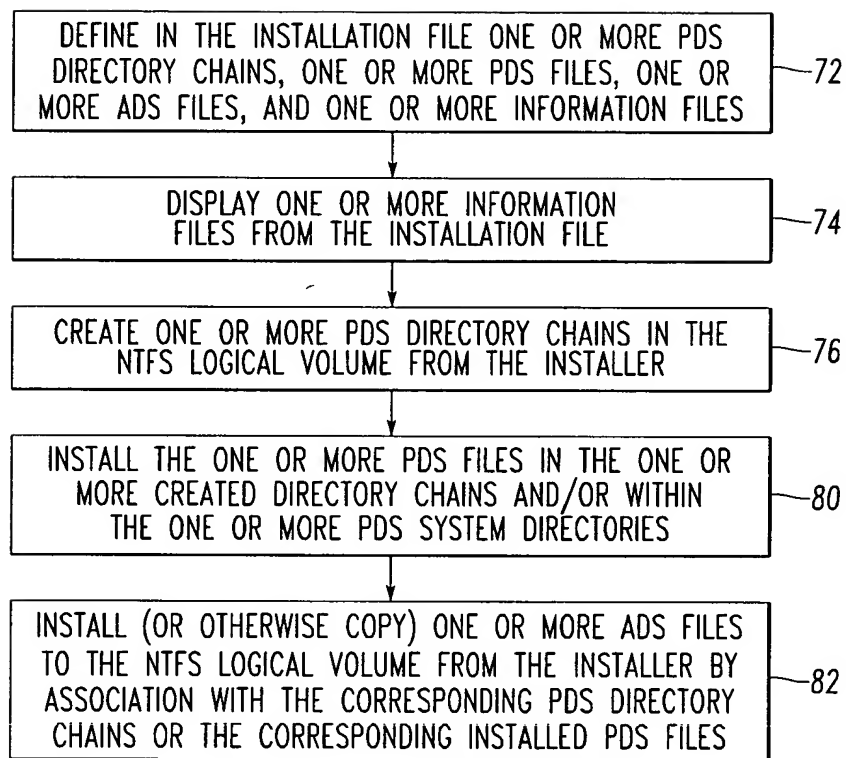 DEFINE IN THE INSTALLATION FILE ONE OR MORE PDS
DIRECTORY CHAINS, ONE OR MORE PDS FILES, ONE OR
MORE ADS FILES, AND ONE OR MORE INFORMATION FILES
72
DISPLAY ONE OR MORE INFORMATION
FILES FROM THE INSTALLATION FILE
74
CREATE ONE OR MORE PDS DIRECTORY CHAINS IN THE
NTFS LOGICAL VOLUME FROM THE INSTALLER
76
INSTALL THE ONE OR MORE PDS FILES IN THE ONE OR
MORE CREATED DIRECTORY CHAINS AND/OR WITHIN
THE ONE OR MORE PDS SYSTEM DIRECTORIES
80
INSTALL (OR OTHERWISE COPY) ONE OR MORE ADS FILES
TO THE NTFS LOGICAL VOLUME FROM THE INSTALLER BY
ASSOCIATION WITH THE CORRESPONDING PDS DIRECTORY
CHAINS OR THE CORRESPONDING INSTALLED PDS FILES
82